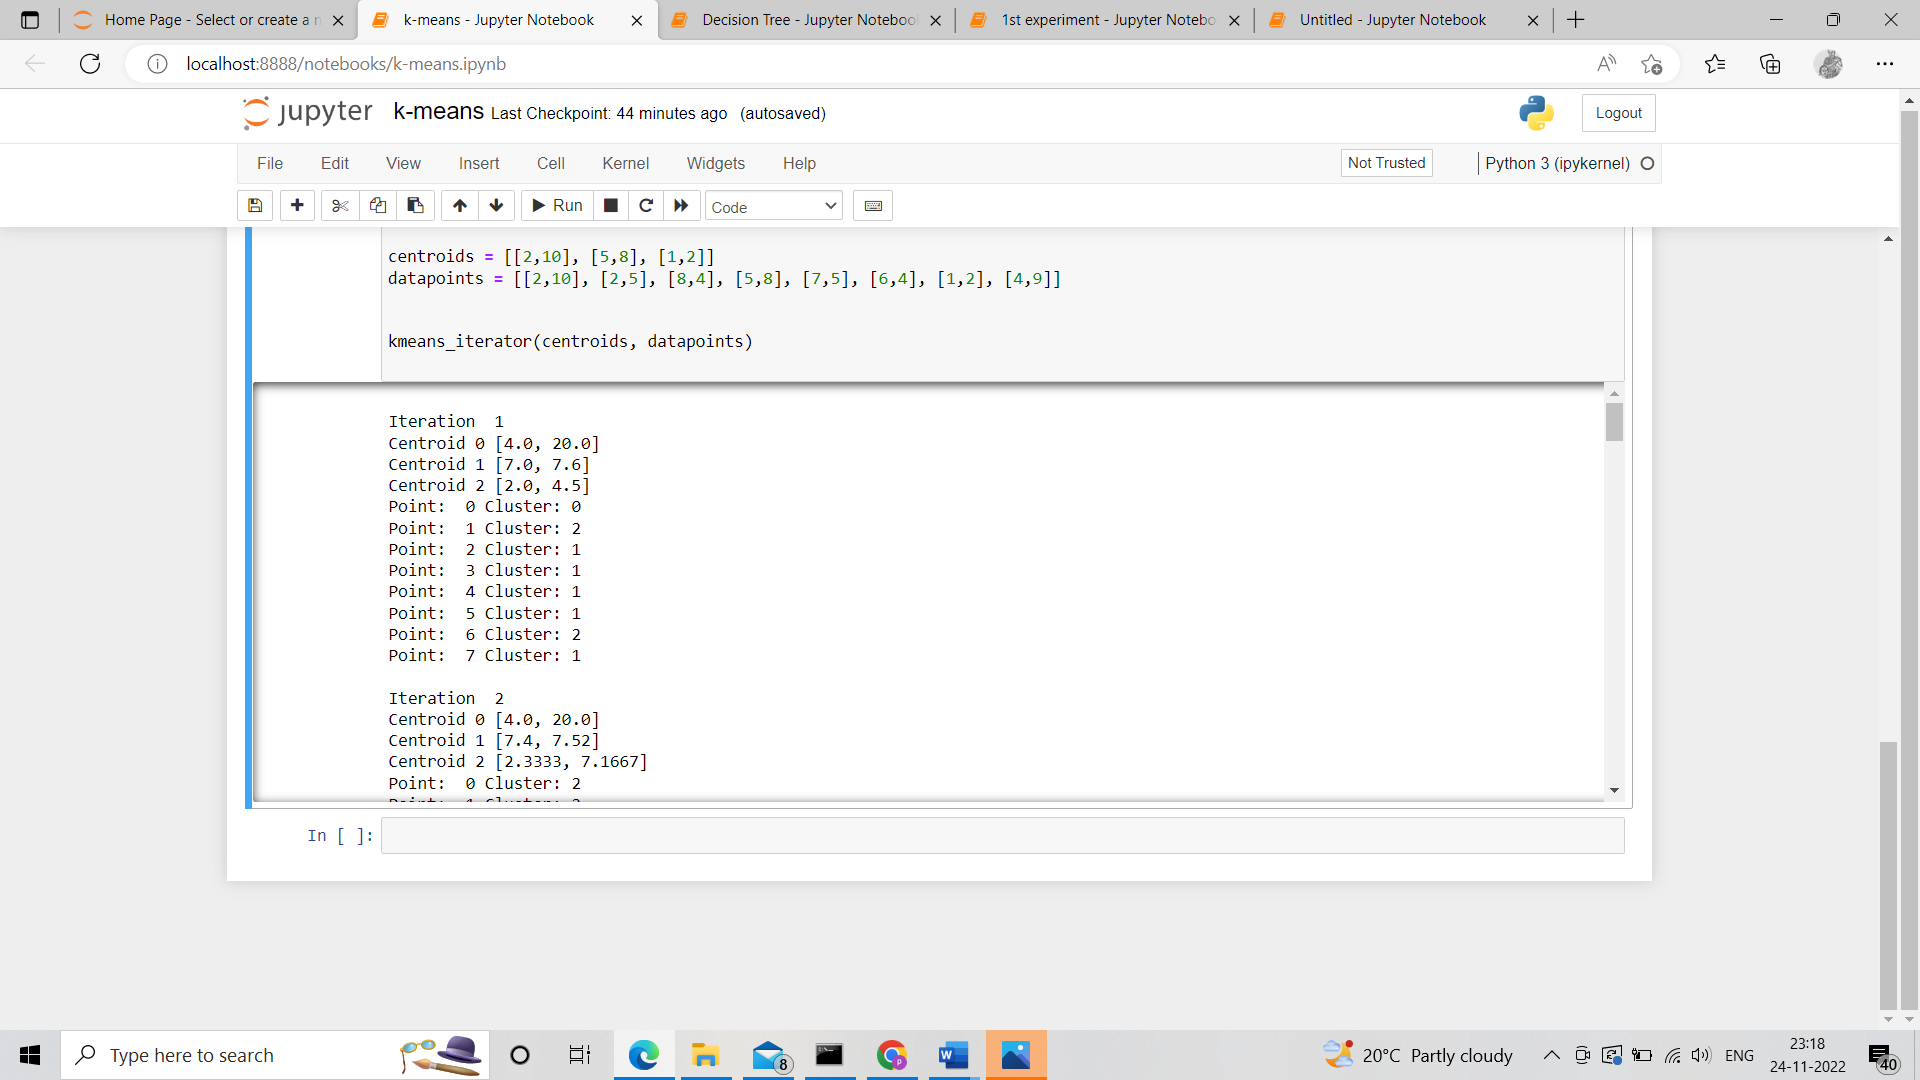 Home Page - Select or create a n
k-means - Jupyter Notebook
Decision Tree - Jupyter Notebook
1st experiment - Jupyter Notebo
Untitled - Jupyter Notebook
localhost:8888/notebooks/k-means.ipynb
jupyter k-means Last Checkpoint: 44 minutes ago (autosaved)
Logout
File Edit View Insert Cell Kernel Widgets Help
Not Trusted
Python 3 (ipykernel)
Run
Code
centroids = [[2,10], [5,8], [1,2]]
datapoints = [[2,10], [2,5], [8,4], [5,8], [7,5], [6,4], [1,2], [4,9]]
kmeans_iterator(centroids, datapoints)
Iteration  1
Centroid 0 [4.0, 20.0]
Centroid 1 [7.0, 7.6]
Centroid 2 [2.0, 4.5]
Point:  0 Cluster: 0
Point:  1 Cluster: 2
Point:  2 Cluster: 1
Point:  3 Cluster: 1
Point:  4 Cluster: 1
Point:  5 Cluster: 1
Point:  6 Cluster: 2
Point:  7 Cluster: 1
Iteration  2
Centroid 0 [4.0, 20.0]
Centroid 1 [7.4, 7.52]
Centroid 2 [2.3333, 7.1667]
Point:  0 Cluster: 2
In [ ]:
Type here to search
8
20°C Partly cloudy
ENG
23:18
24-11-2022
40